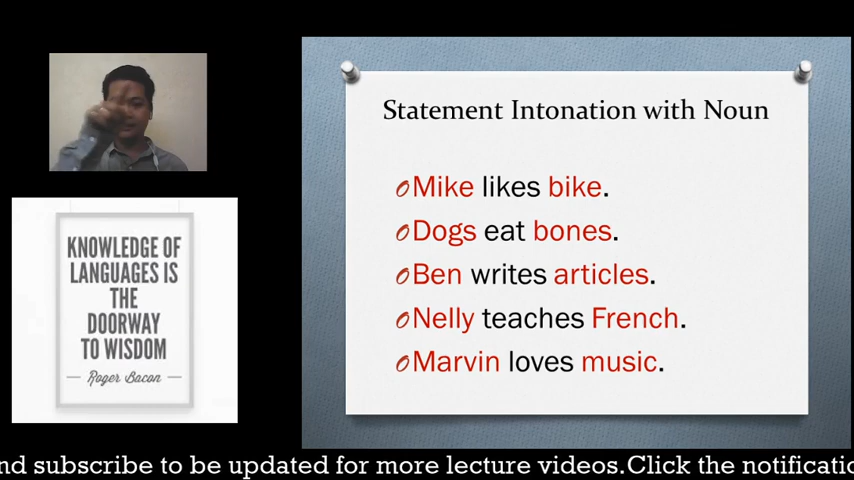 Statement Intonation with Noun
Mike likes bike.
Dogs eat bones.
Ben writes articles.
Nelly teaches French.
Marvin loves music.
KNOWLEDGE OF
LANGUAGES IS
THE
DOORWAY
TO WISDOM
— Roger Bacon —
nd subscribe to be updated for more lecture videos.Click the notificatio